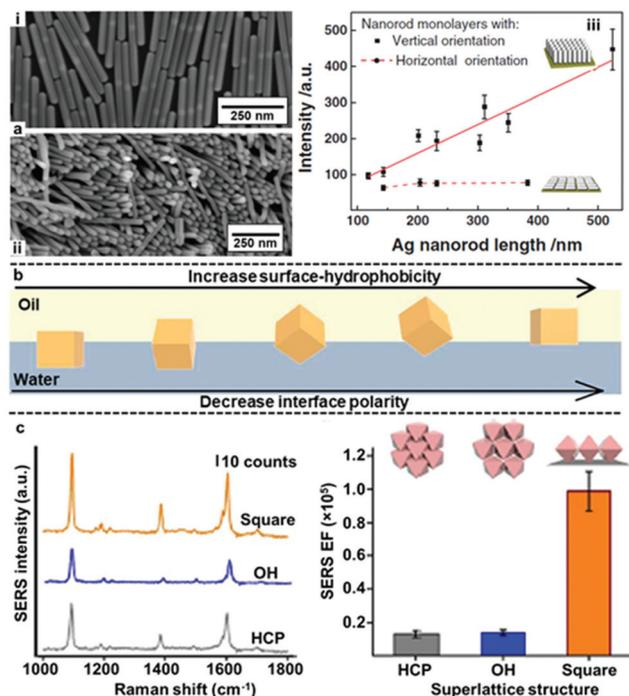 i
250 nm
a
250 nm
ii
iii
Nanorod monolayers with:
Vertical orientation
Horizontal orientation
Intensity /a.u.
500
400
300
200
100
100 200 300 400 500
Ag nanorod length /nm
b
Increase surface-hydrophobicity
Oil
Water
Decrease interface polarity
c
SERS intensity (a.u.)
I10 counts
Square
OH
HCP
1000 1200 1400 1600 1800
Raman shift (cm⁻¹)
SERS EF (×10⁵)
1.2
1.0
0.8
0.6
0.4
0.2
HCP OH Square
Superlattice structure